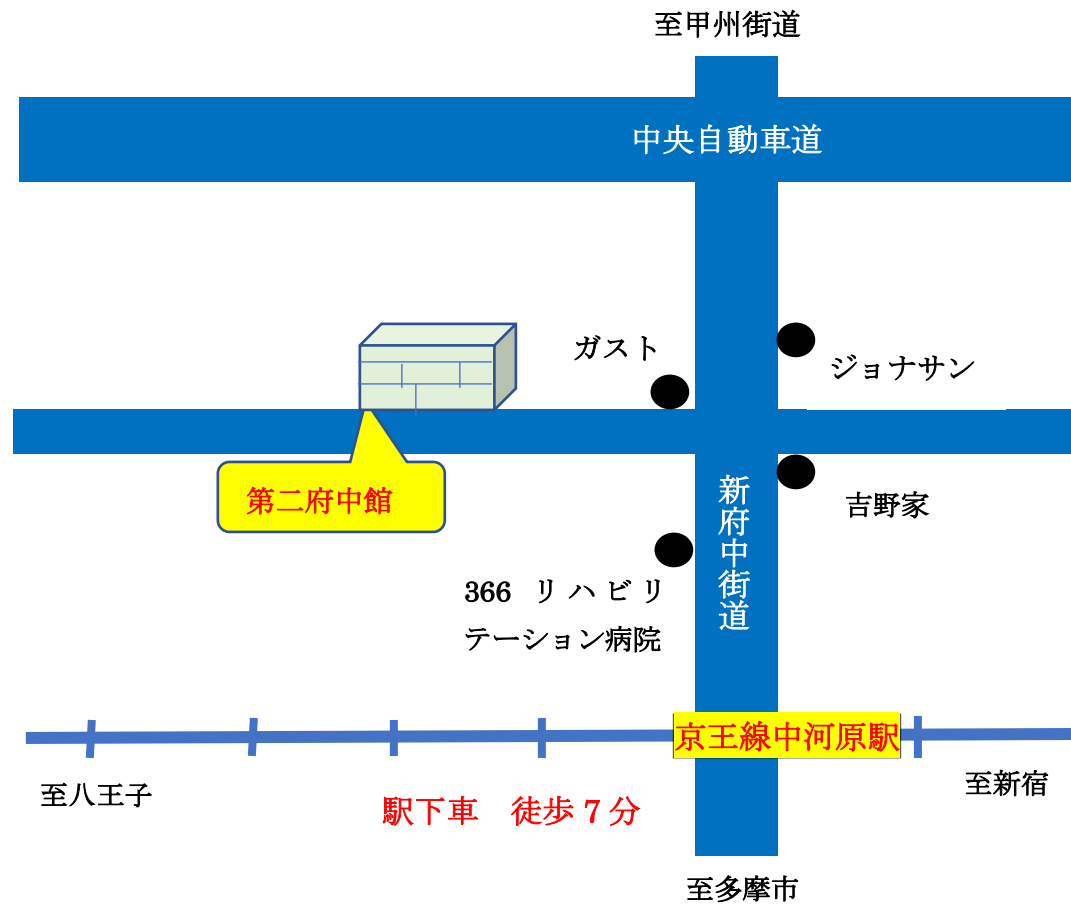 至甲州街道
中央自動車道
ガスト
ジョナサン
第二府中館
新府中街道
吉野家
366 リハビリ
テーション病院
京王線中河原駅
至八王子
至新宿
駅下車 徒歩7分
至多摩市